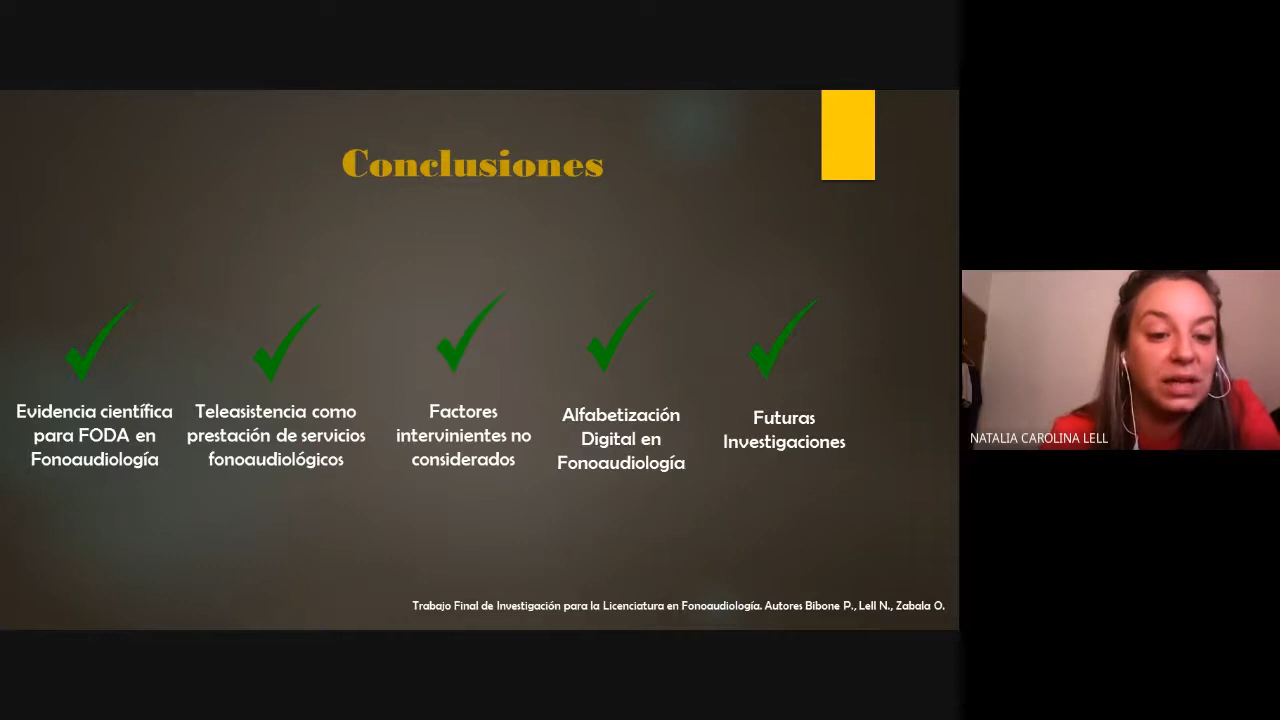 Conclusiones
Evidencia científica
para FODA en
Fonoaudiología
Teleasistencia como
prestación de servicios
fonoaudiológicos
Factores
intervinientes no
considerados
Alfabetización
Digital en
Fonoaudiología
Futuras
Investigaciones
Trabajo Final de Investigación para la Licenciatura en Fonoaudiología. Autores Bibone P., Lell N., Zabala O.
NATALIA CAROLINA LELL